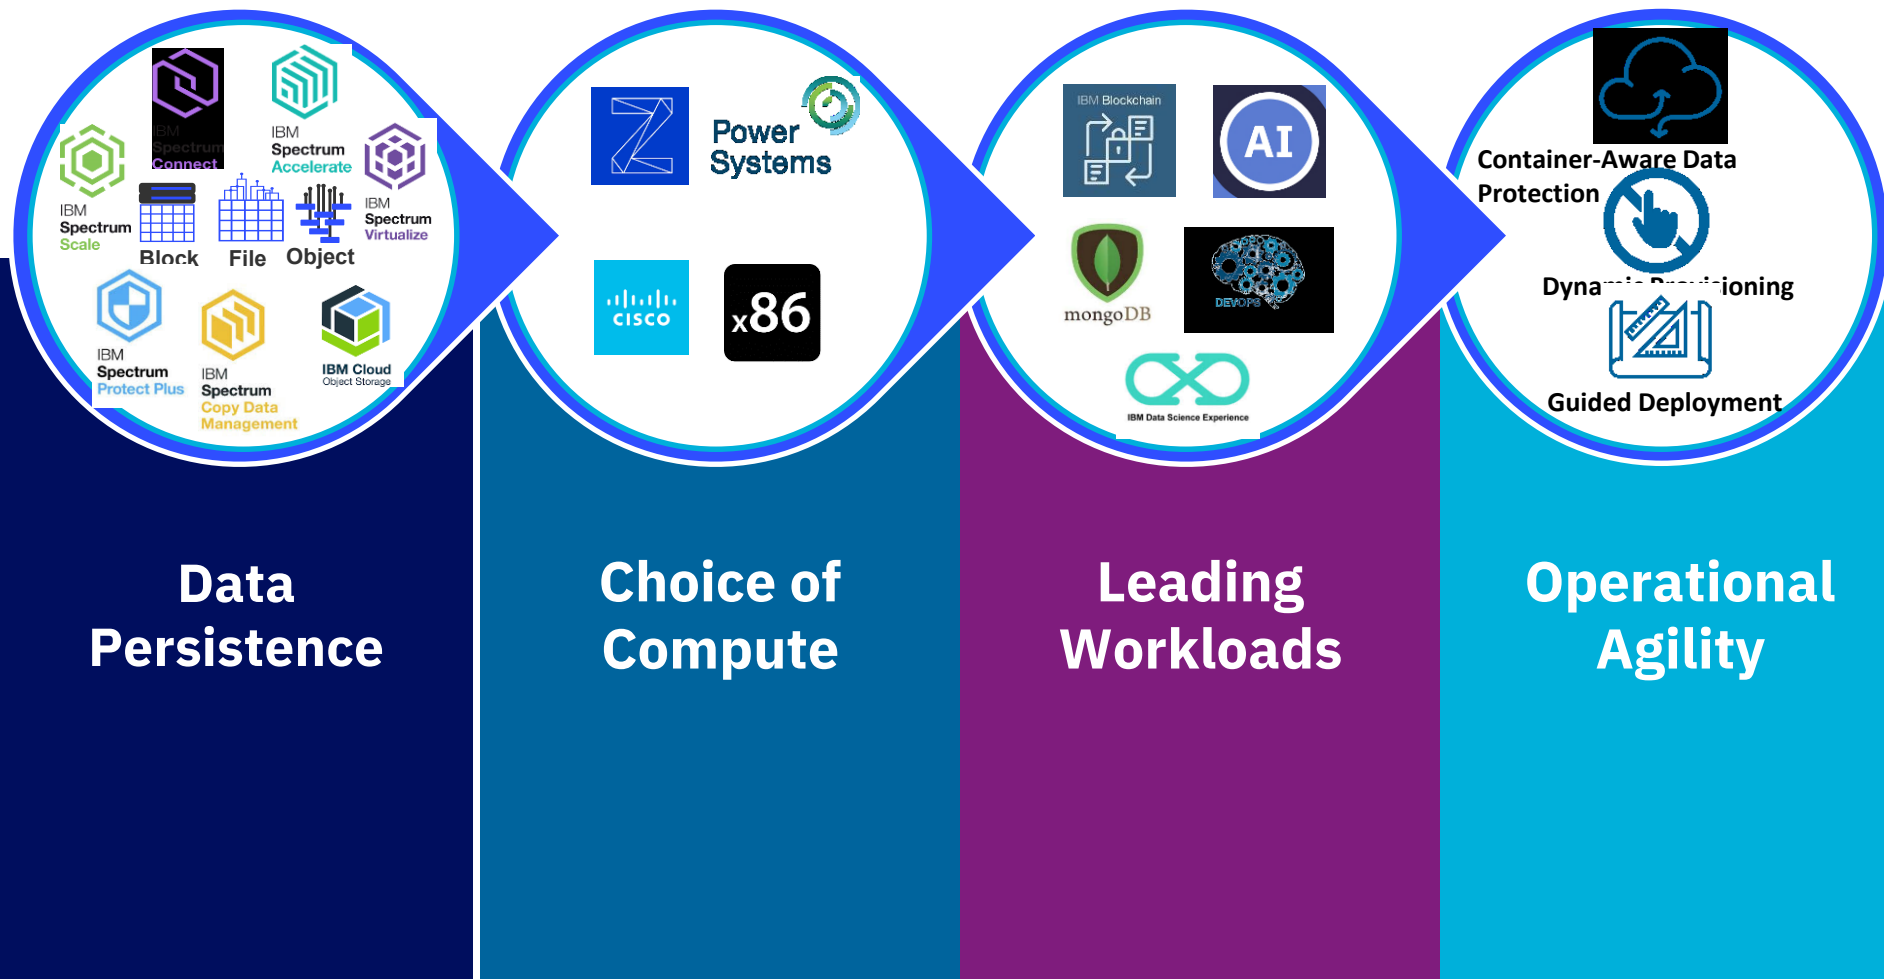 IBM
Spectrum
Connect
IBM
Spectrum
Accelerate
IBM
Spectrum
Scale
IBM
Spectrum
Virtualize
Block
File
Object
IBM
Spectrum
Protect Plus
IBM
Spectrum
Copy Data
Management
IBM Cloud
Object Storage
Z
Power
Systems
CISCO
x86
IBM Blockchain
AI
mongoDB
DEVOPS
IBM Data Science Experience
Container-Aware Data
Protection
Dynamic Provisioning
Guided Deployment
Data
Persistence
Choice of
Compute
Leading
Workloads
Operational
Agility